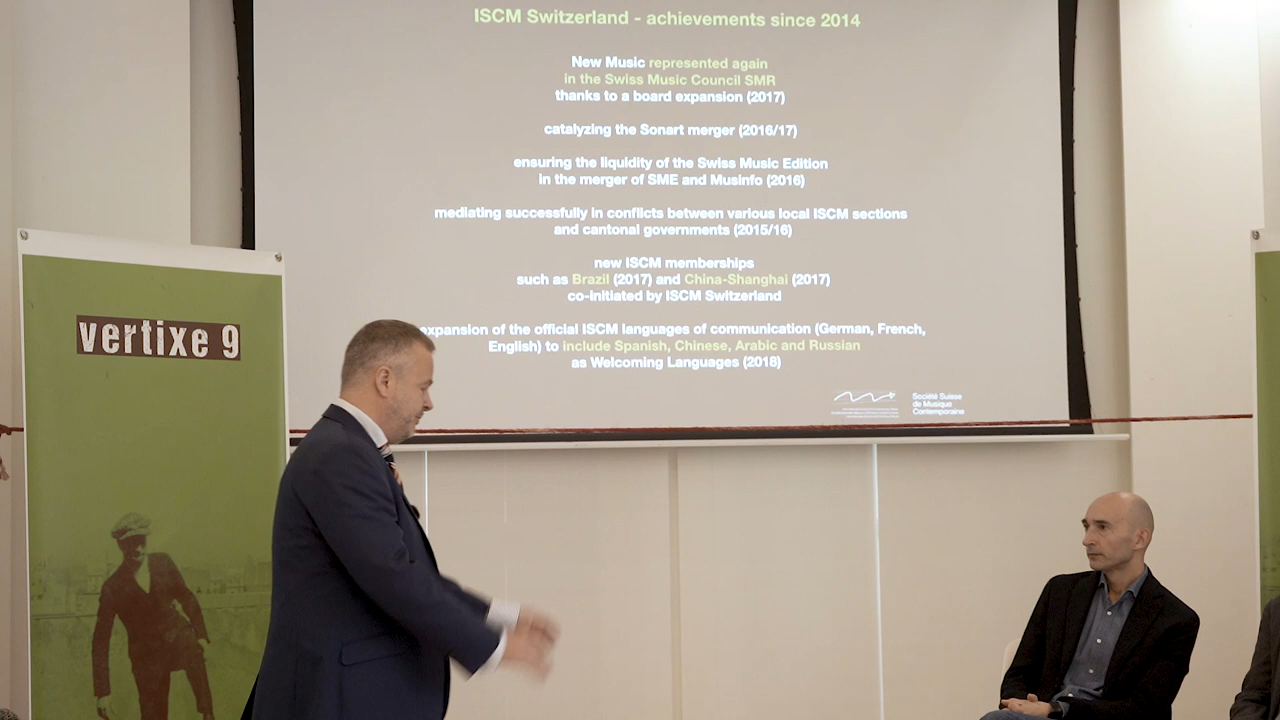 ISCM Switzerland - achievements since 2014
New Music represented again
in the Swiss Music Council SMR
thanks to a board expansion (2017)
catalyzing the Sonart merger (2016/17)
ensuring the liquidity of the Swiss Music Edition
in the merger of SME and Musinfo (2016)
mediating successfully in conflicts between various local ISCM sections
and cantonal governments (2015/16)
new ISCM memberships
such as Brazil (2017) and China-Shanghai (2017)
co-initiated by ISCM Switzerland
expansion of the official ISCM languages of communication (German, French,
English) to include Spanish, Chinese, Arabic and Russian
as Welcoming Languages (2018)
Société Suisse
de Musique
Contemporaine
vertixe 9